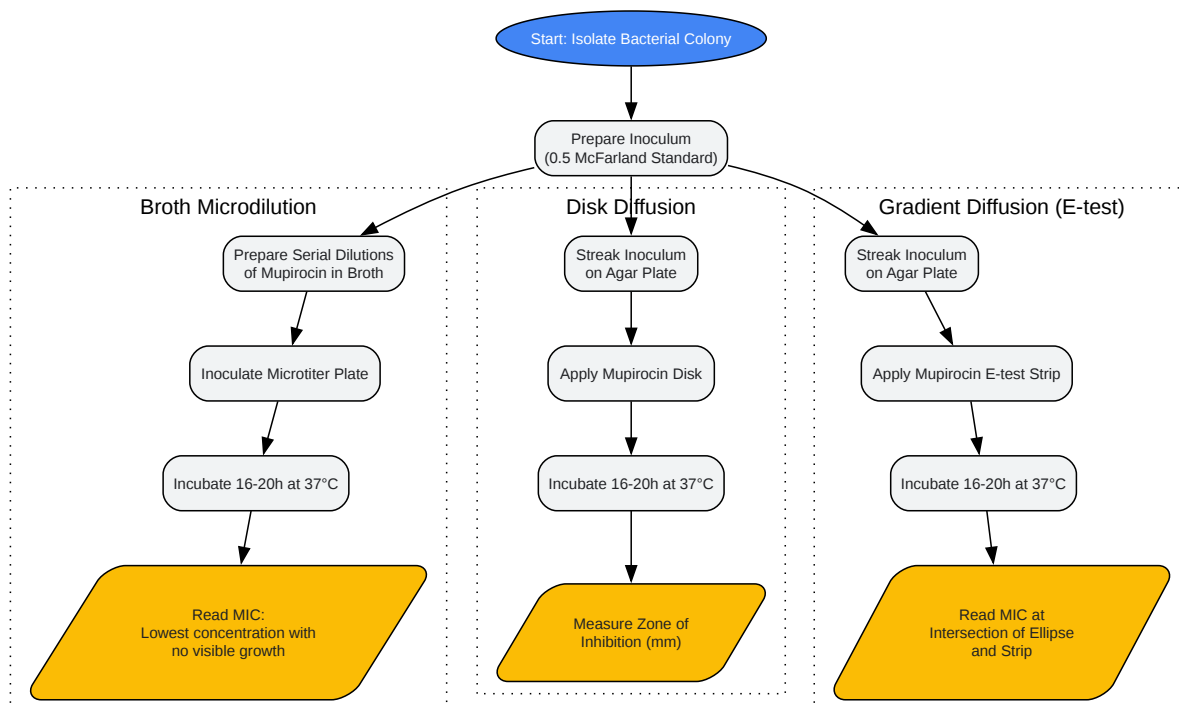 Start: Isolate Bacterial Colony
Prepare Inoculum
(0.5 McFarland Standard)
Broth Microdilution
Prepare Serial Dilutions
of Mupirocin in Broth
Inoculate Microtiter Plate
Incubate 16-20h at 37°C
Read MIC:
Lowest concentration with
no visible growth
Disk Diffusion
Streak Inoculum
on Agar Plate
Apply Mupirocin Disk
Incubate 16-20h at 37°C
Measure Zone of
Inhibition (mm)
Gradient Diffusion (E-test)
Streak Inoculum
on Agar Plate
Apply Mupirocin E-test Strip
Incubate 16-20h at 37°C
Read MIC at
Intersection of Ellipse
and Strip